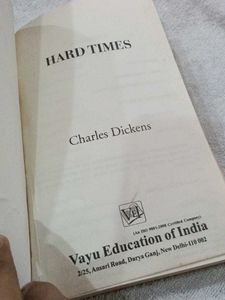 HARD TIMES
Charles Dickens
VEI
(An ISO 9001:2008 Certified Company)
Vayu Education of India
2/25, Ansari Road, Darya Ganj, New Delhi-110 002